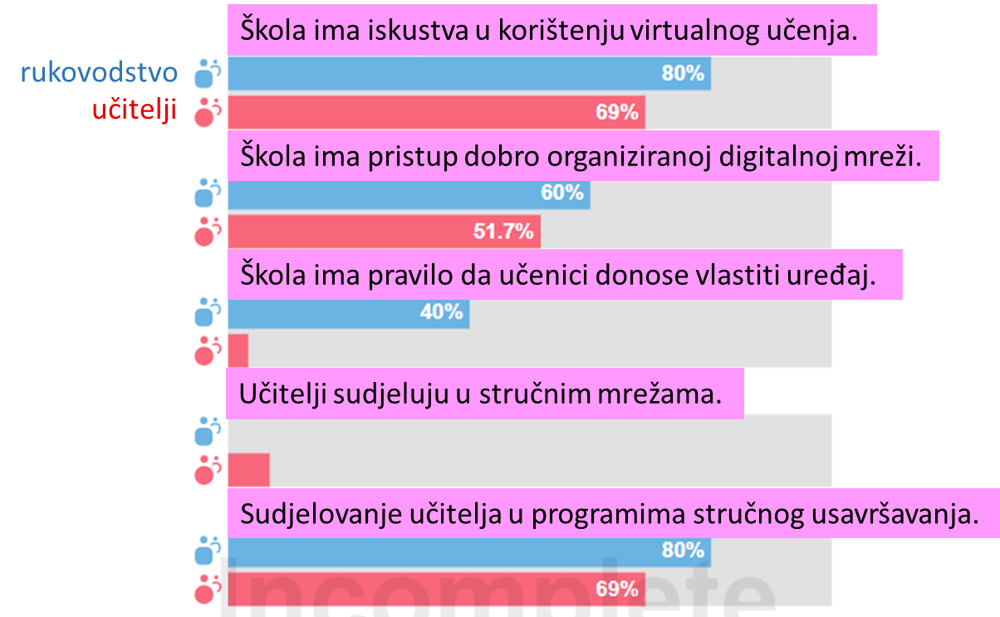 Škola ima iskustva u korištenju virtualnog učenja.
rukovodstvo
80%
učitelji
69%
Škola ima pristup dobro organiziranoj digitalnoj mreži.
60%
51.7%
Škola ima pravilo da učenici donose vlastiti uređaj.
40%
Učitelji sudjeluju u stručnim mrežama.
Sudjelovanje učitelja u programima stručnog usavršavanja.
80%
69%
Incomplete